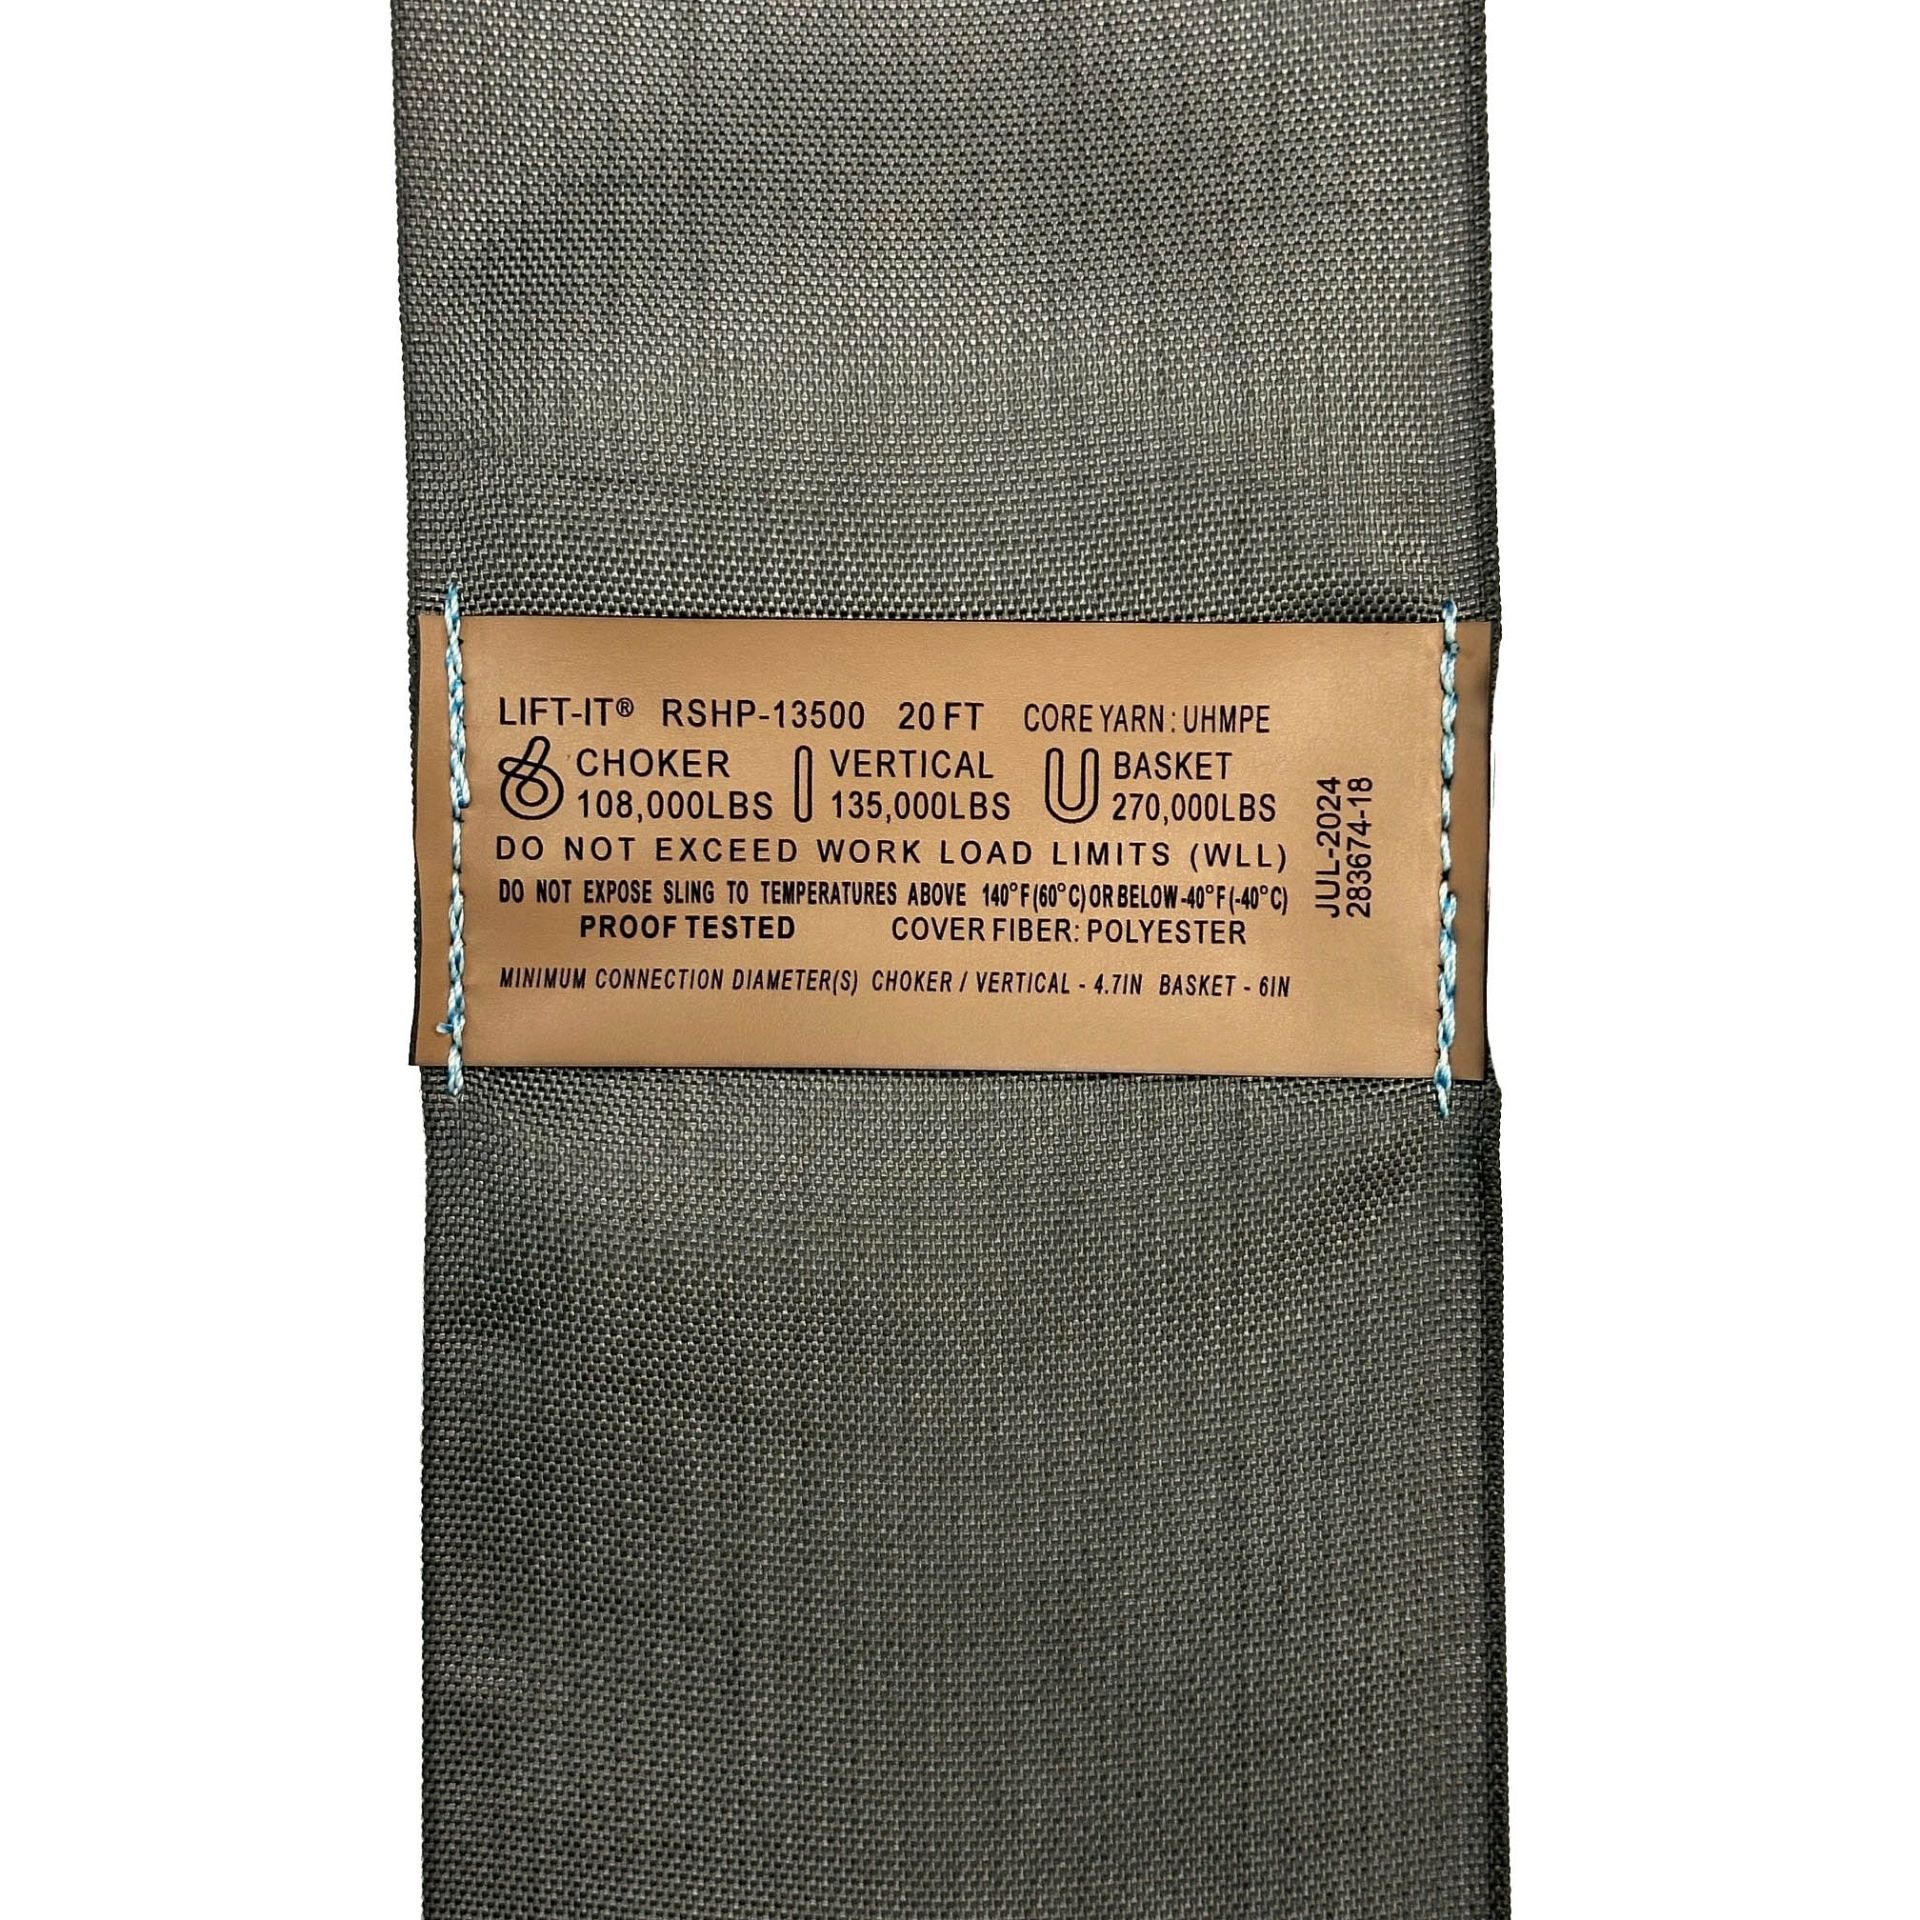 LIFT-IT® RSHP-13500 20 FT CORE YARN: UHMPE
CHOKER VERTICAL BASKET
108,000LBS 135,000LBS 270,000LBS
DO NOT EXCEED WORK LOAD LIMITS (WLL)
DO NOT EXPOSE SLING TO TEMPERATURES ABOVE 140°F(60°C) OR BELOW -40°F(-40°C)
PROOF TESTED COVER FIBER: POLYESTER
MINIMUM CONNECTION DIAMETER(S) CHOKER / VERTICAL - 4.7IN BASKET - 6IN
JUL-2024
283674-18